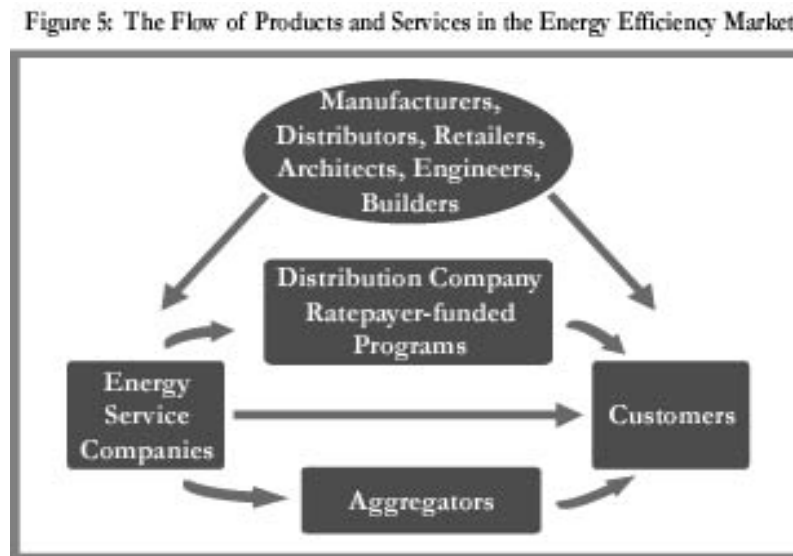 Figure 5: The Flow of Products and Services in the Energy Efficiency Market
Manufacturers,
Distributors, Retailers,
Architects, Engineers,
Builders
Distribution Company
Ratepayer-funded
Programs
Energy
Service
Companies
Customers
Aggregators